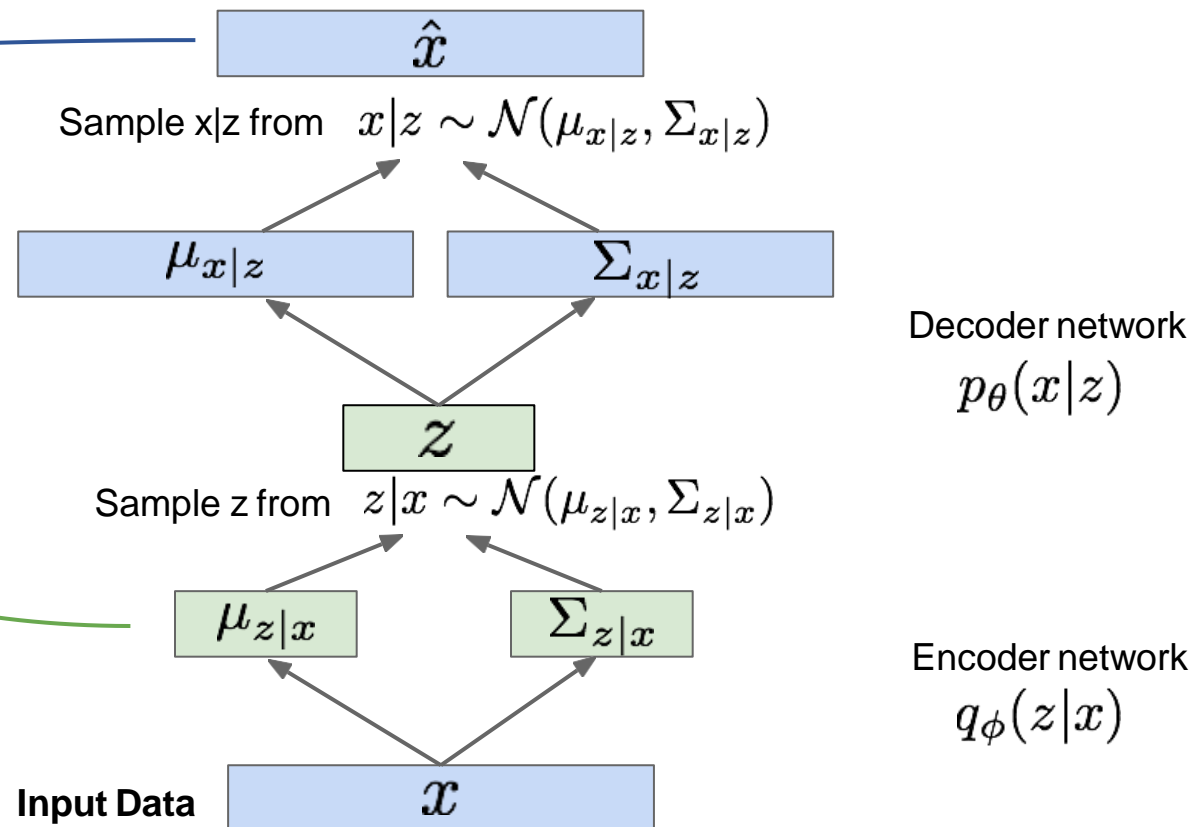 x̂
Sample x|z from x|z ∼ 𝒩(μ_{x|z}, Σ_{x|z})
μ_{x|z} Σ_{x|z}
Decoder network
p_θ(x|z)
z
Sample z from z|x ∼ 𝒩(μ_{z|x}, Σ_{z|x})
μ_{z|x} Σ_{z|x}
Encoder network
q_ϕ(z|x)
Input Data x